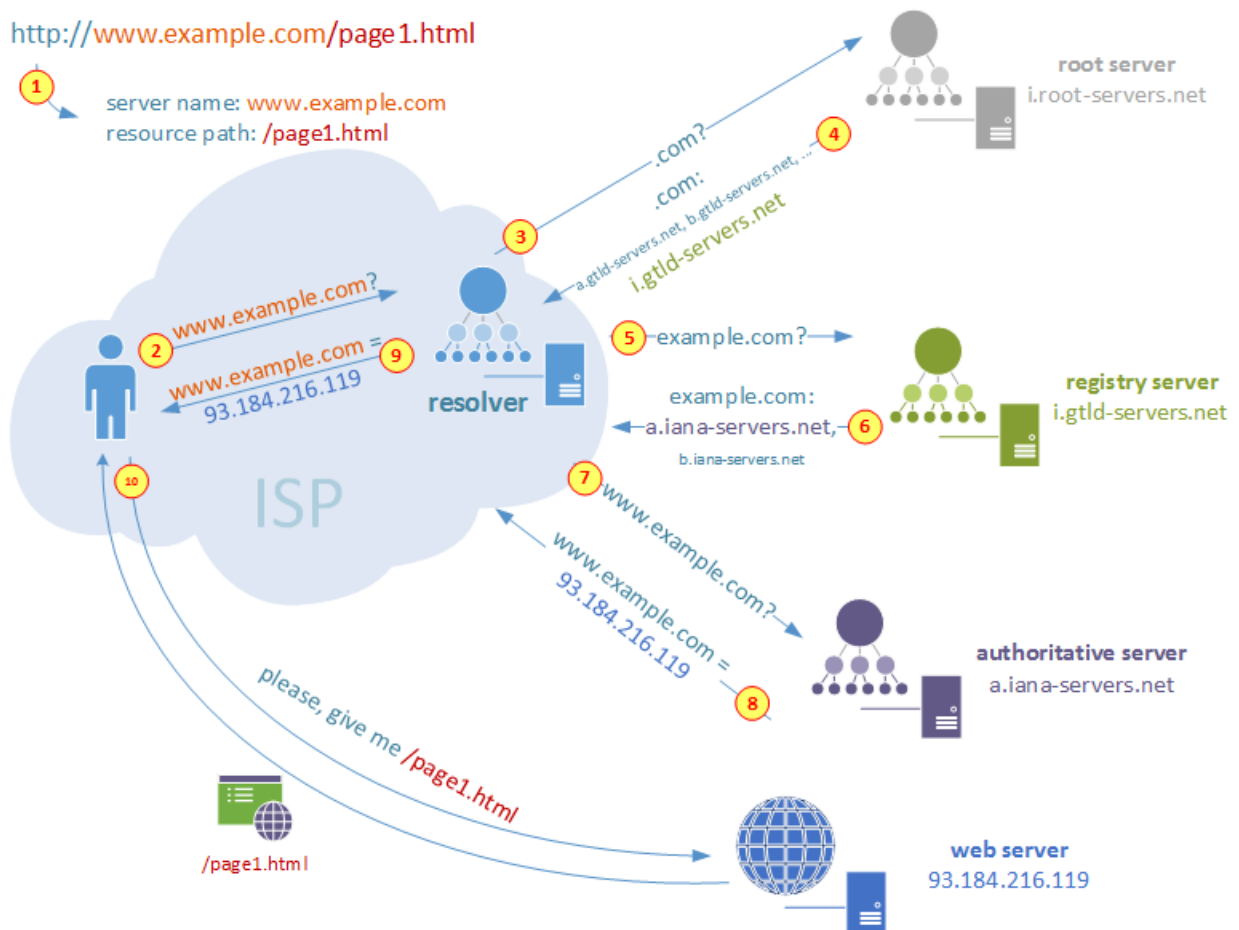 http://www.example.com/page1.html
1
server name: www.example.com
resource path: /page1.html
root server
i.root-servers.net
.com?
4
.com:
a.gtld-servers.net, b.gtld-servers.net, ...
i.gtld-servers.net
3
www.example.com?
2
www.example.com =
9
93.184.216.119
resolver
5
example.com?
registry server
i.gtld-servers.net
example.com:
a.iana-servers.net,
6
b.iana-servers.net
10
ISP
7
www.example.com?
www.example.com =
93.184.216.119
8
authoritative server
a.iana-servers.net
please, give me /page1.html
/page1.html
web server
93.184.216.119